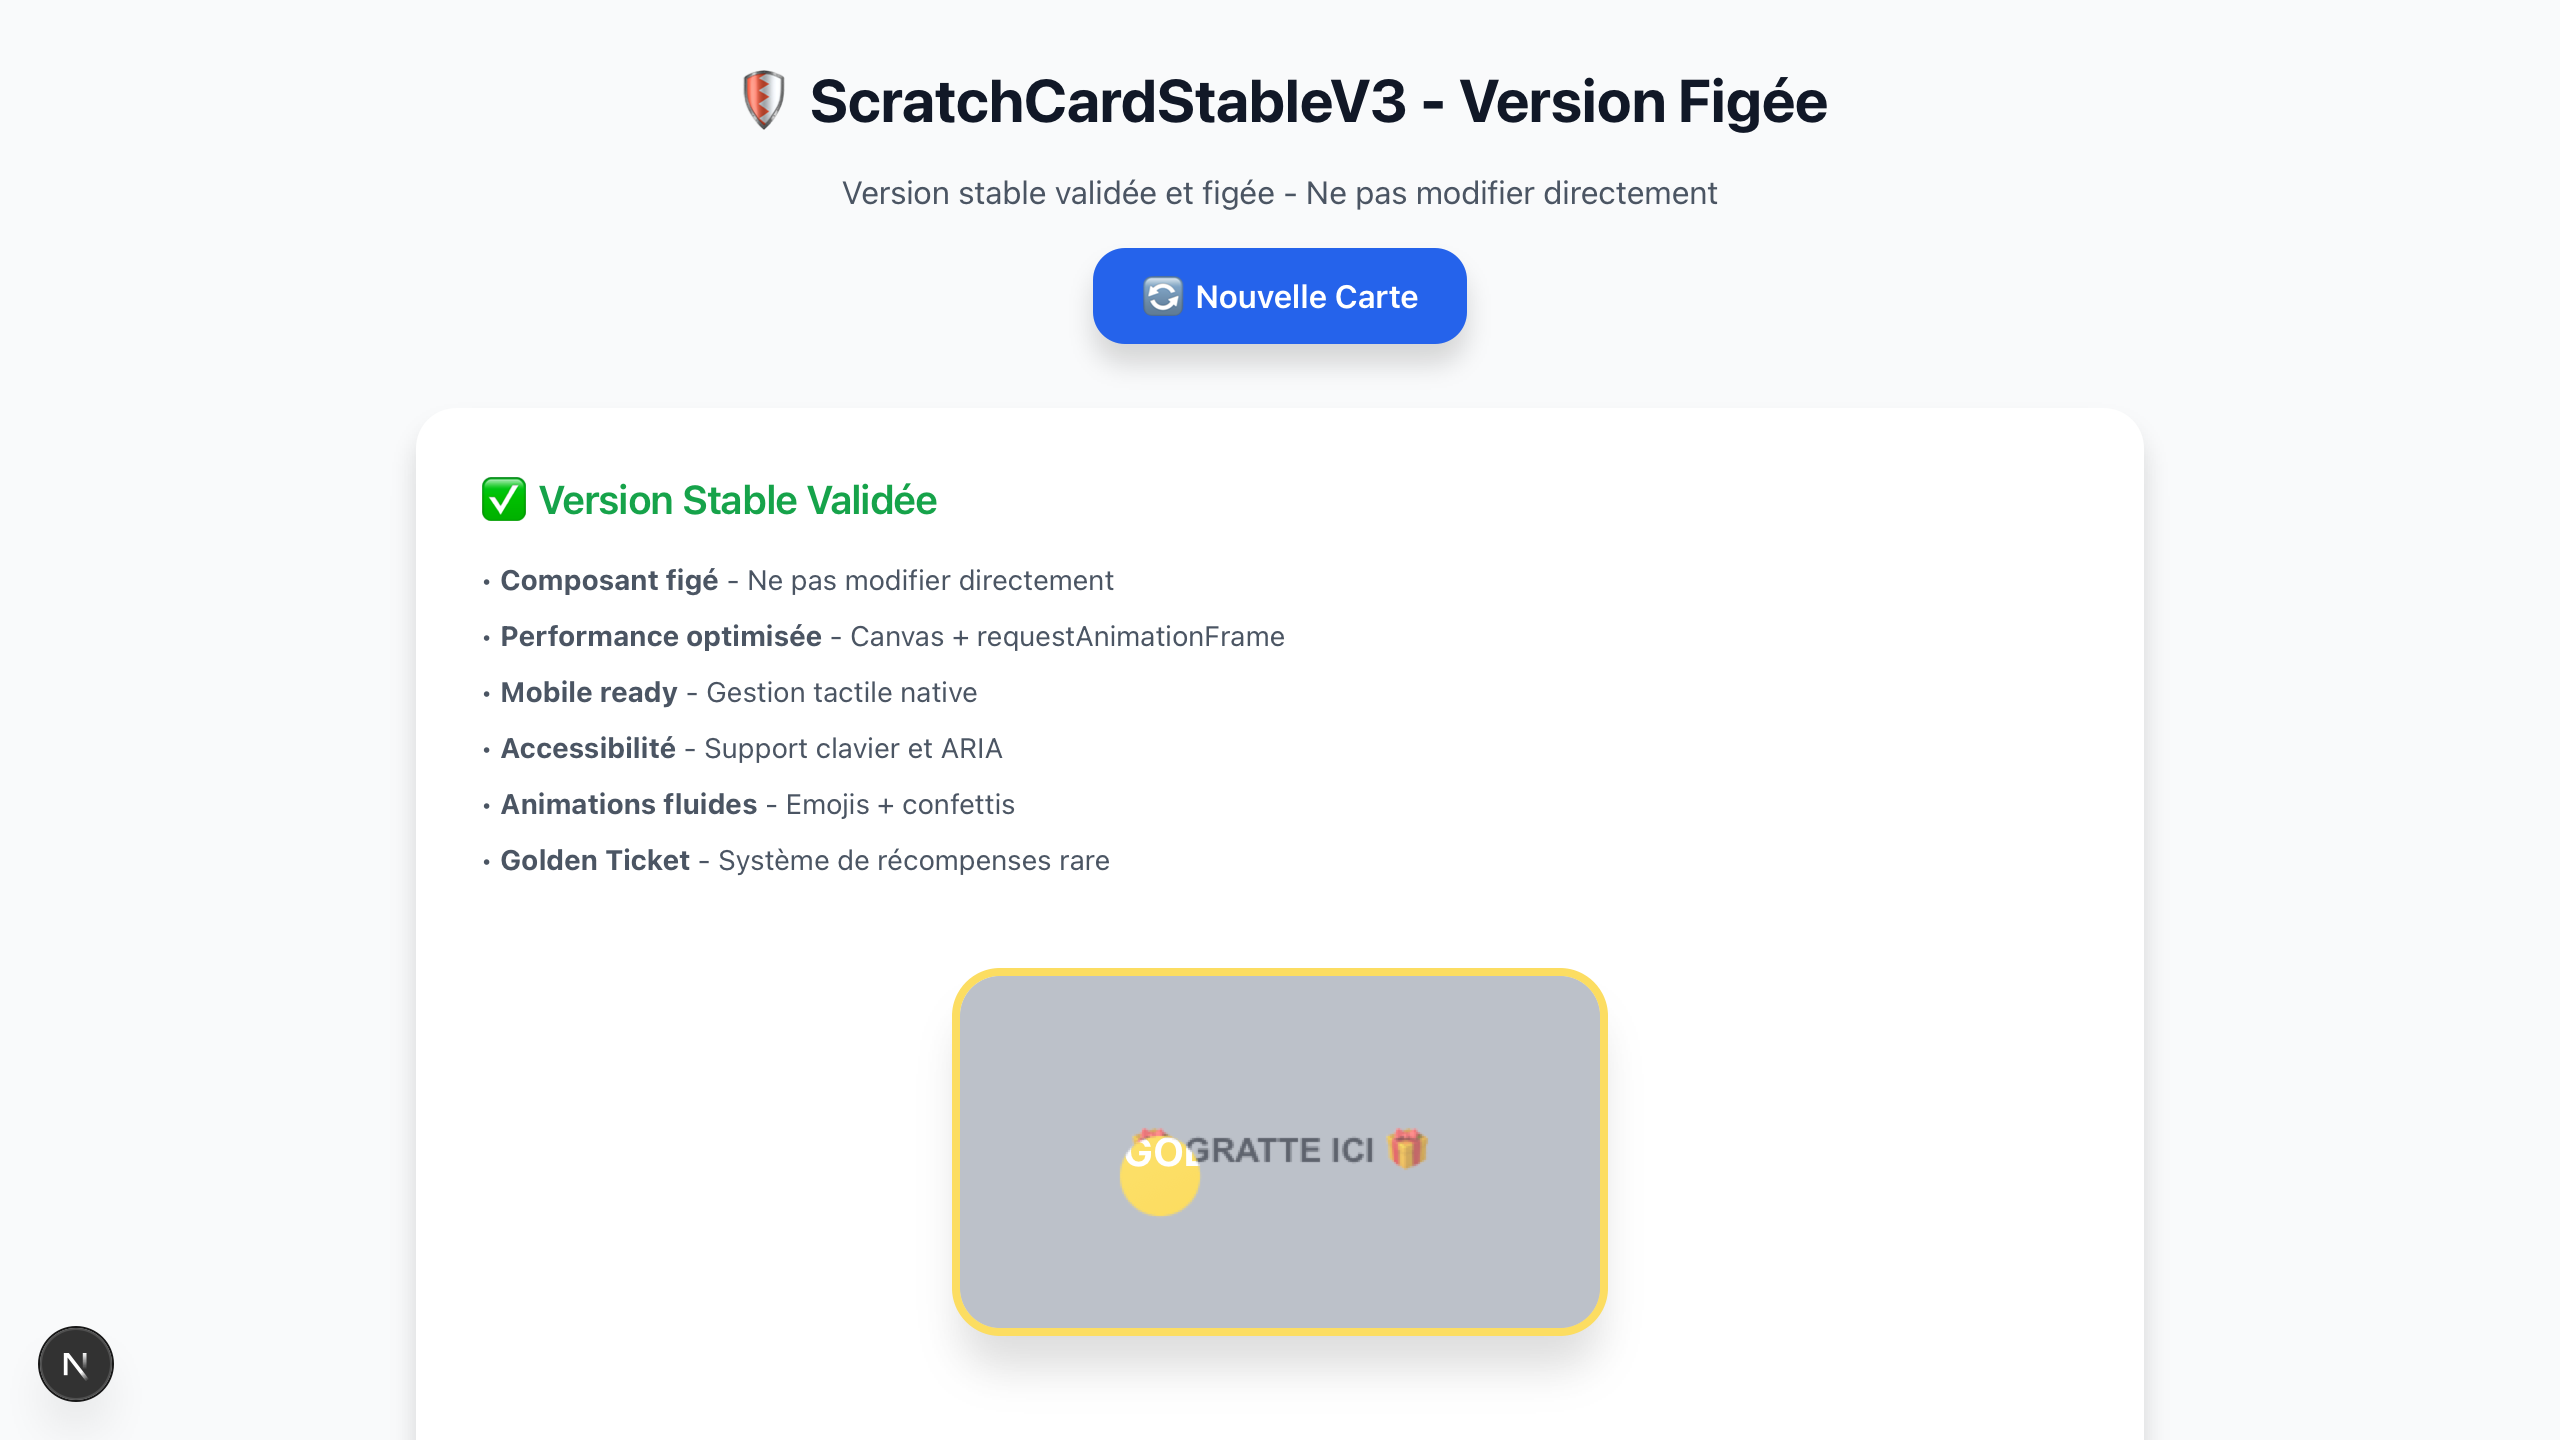 ScratchCardStableV3 - Version Figée
Version stable validée et figée - Ne pas modifier directement
Nouvelle Carte
Version Stable Validée
• Composant figé - Ne pas modifier directement
• Performance optimisée - Canvas + requestAnimationFrame
• Mobile ready - Gestion tactile native
• Accessibilité - Support clavier et ARIA
• Animations fluides - Emojis + confettis
• Golden Ticket - Système de récompenses rare
GRATTE ICI
N